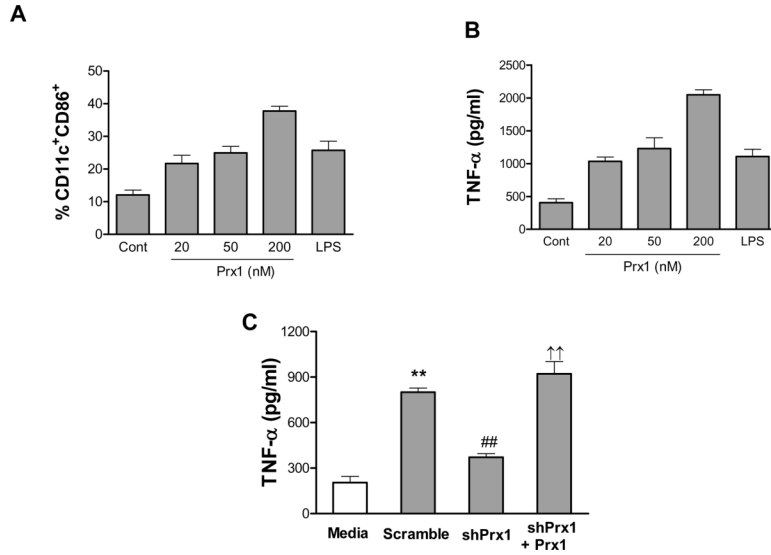 A
% CD11c+CD86+
50
40
30
20
10
0
Cont
20
50
200
LPS
Prx1 (nM)
B
TNF-α (pg/ml)
2500
2000
1500
1000
500
0
Cont
20
50
200
LPS
Prx1 (nM)
C
TNF-α (pg/ml)
1200
900
600
300
0
**
##
↑↑
Media
Scramble
shPrx1
shPrx1
+ Prx1